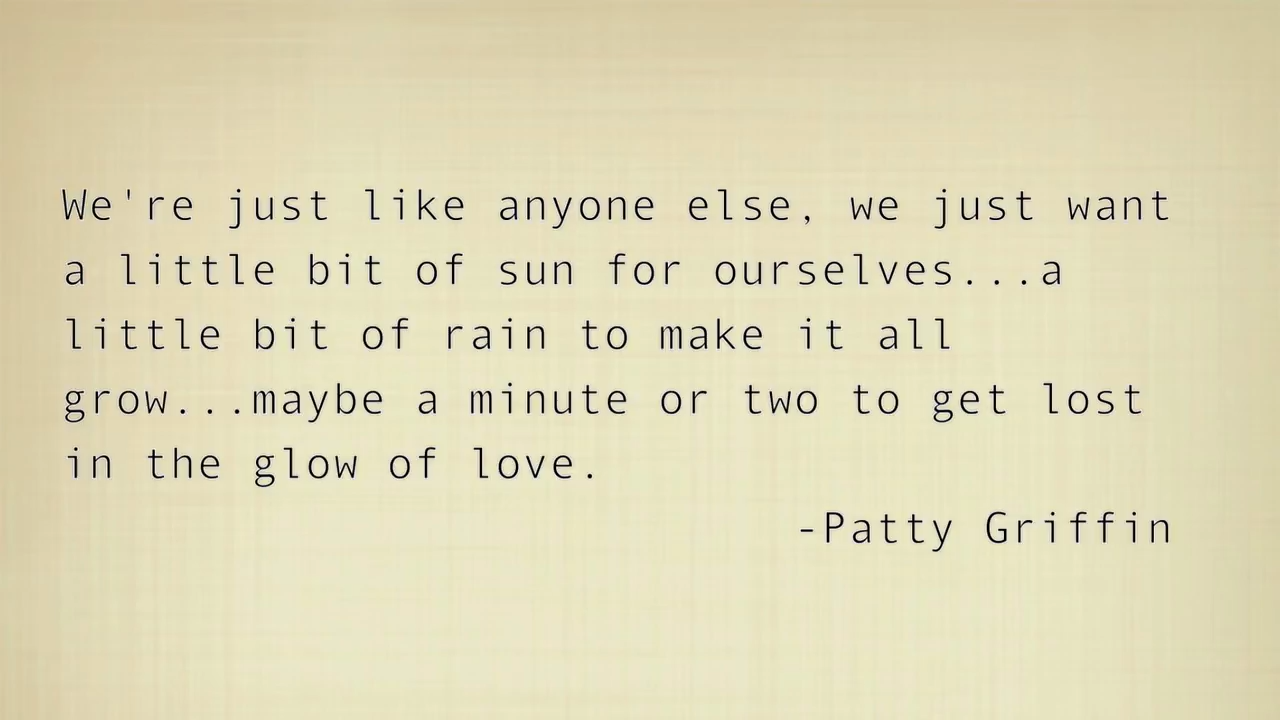 We're just like anyone else, we just want
a little bit of sun for ourselves...a
little bit of rain to make it all
grow...maybe a minute or two to get lost
in the glow of love.
-Patty Griffin